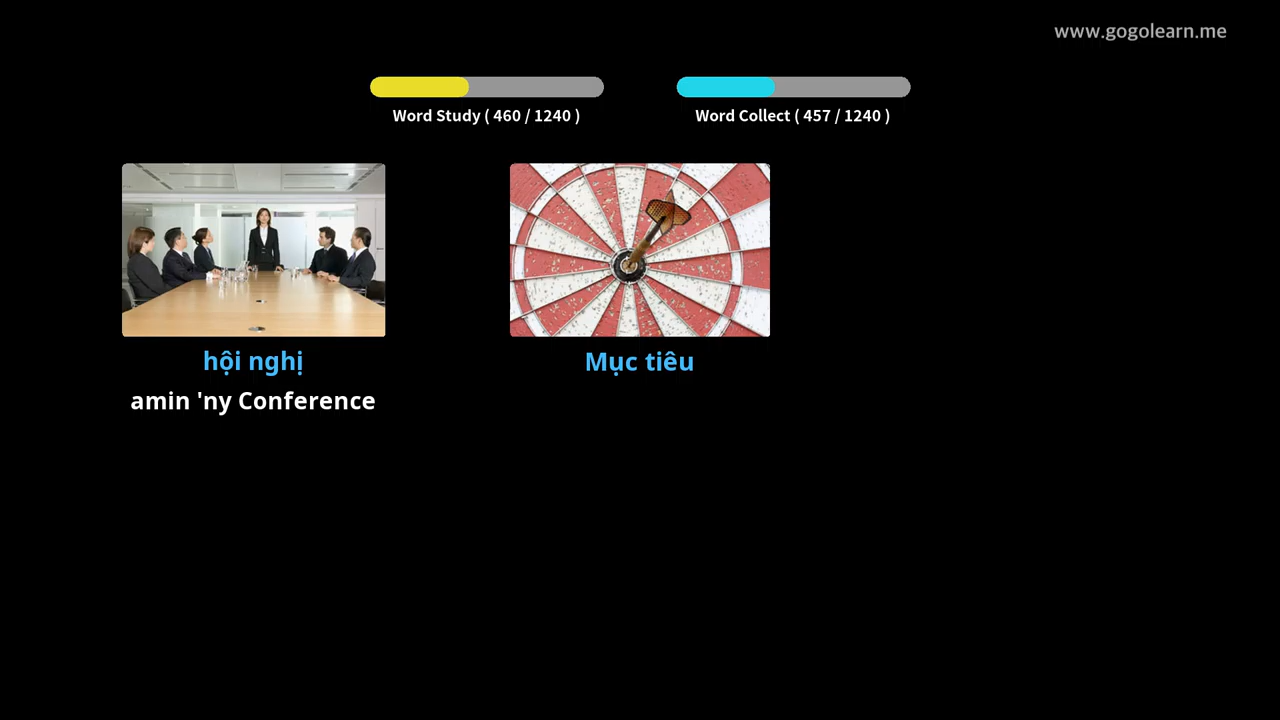 www.gogolearn.me
Word Study ( 460 / 1240 )
Word Collect ( 457 / 1240 )
hội nghị
Mục tiêu
amin 'ny Conference